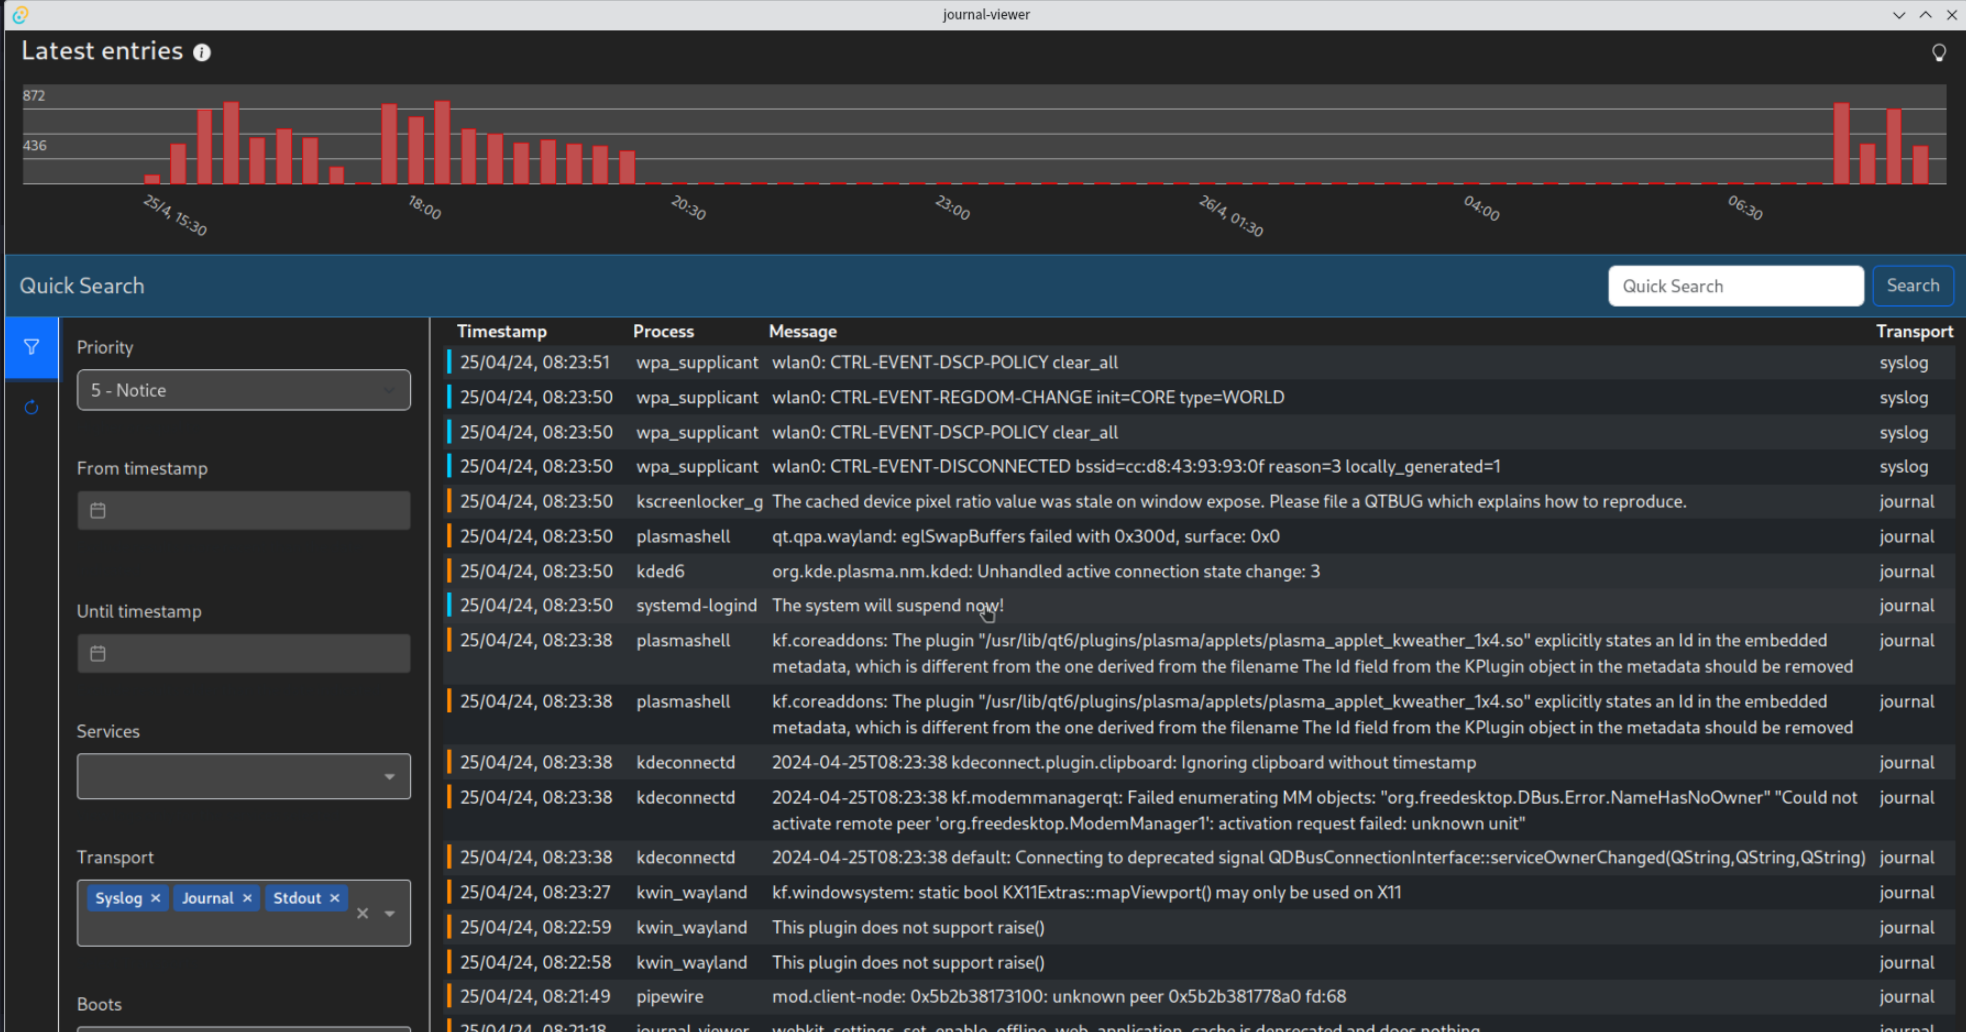 journal-viewer
Latest entries
872
436
25/4, 15:30
18:00
20:30
23:00
26/4, 01:30
04:00
06:30
Quick Search
Quick Search
Search
Priority
5 - Notice
From timestamp
Until timestamp
Services
Transport
Syslog × Journal × Stdout ×
Boots
Timestamp Process Message Transport
25/04/24, 08:23:51 wpa_supplicant wlan0: CTRL-EVENT-DSCP-POLICY clear_all syslog
25/04/24, 08:23:50 wpa_supplicant wlan0: CTRL-EVENT-REGDOM-CHANGE init=CORE type=WORLD syslog
25/04/24, 08:23:50 wpa_supplicant wlan0: CTRL-EVENT-DSCP-POLICY clear_all syslog
25/04/24, 08:23:50 wpa_supplicant wlan0: CTRL-EVENT-DISCONNECTED bssid=cc:d8:43:93:93:0f reason=3 locally_generated=1 syslog
25/04/24, 08:23:50 kscreenlocker_g The cached device pixel ratio value was stale on window expose. Please file a QTBUG which explains how to reproduce. journal
25/04/24, 08:23:50 plasmashell qt.qpa.wayland: eglSwapBuffers failed with 0x300d, surface: 0x0 journal
25/04/24, 08:23:50 kded6 org.kde.plasma.nm.kded: Unhandled active connection state change: 3 journal
25/04/24, 08:23:50 systemd-logind The system will suspend now! journal
25/04/24, 08:23:38 plasmashell kf.coreaddons: The plugin "/usr/lib/qt6/plugins/plasma/applets/plasma_applet_kweather_1x4.so" explicitly states an Id in the embedded journal
metadata, which is different from the one derived from the filename The Id field from the KPlugin object in the metadata should be removed
25/04/24, 08:23:38 plasmashell kf.coreaddons: The plugin "/usr/lib/qt6/plugins/plasma/applets/plasma_applet_kweather_1x4.so" explicitly states an Id in the embedded journal
metadata, which is different from the one derived from the filename The Id field from the KPlugin object in the metadata should be removed
25/04/24, 08:23:38 kdeconnectd 2024-04-25T08:23:38 kdeconnect.plugin.clipboard: Ignoring clipboard without timestamp journal
25/04/24, 08:23:38 kdeconnectd 2024-04-25T08:23:38 kf.modemmanagerqt: Failed enumerating MM objects: "org.freedesktop.DBus.Error.NameHasNoOwner" "Could not journal
activate remote peer 'org.freedesktop.ModemManager1': activation request failed: unknown unit"
25/04/24, 08:23:38 kdeconnectd 2024-04-25T08:23:38 default: Connecting to deprecated signal QDBusConnectionInterface::serviceOwnerChanged(QString,QString,QString) journal
25/04/24, 08:23:27 kwin_wayland kf.windowsystem: static bool KX11Extras::mapViewport() may only be used on X11 journal
25/04/24, 08:22:59 kwin_wayland This plugin does not support raise() journal
25/04/24, 08:22:58 kwin_wayland This plugin does not support raise() journal
25/04/24, 08:21:49 pipewire mod.client-node: 0x5b2b38173100: unknown peer 0x5b2b381778a0 fd:68 journal
25/04/24, 08:21:18 journal-viewer webkit_settings_set_enable_offline_web_application_cache is deprecated and does nothing. journal